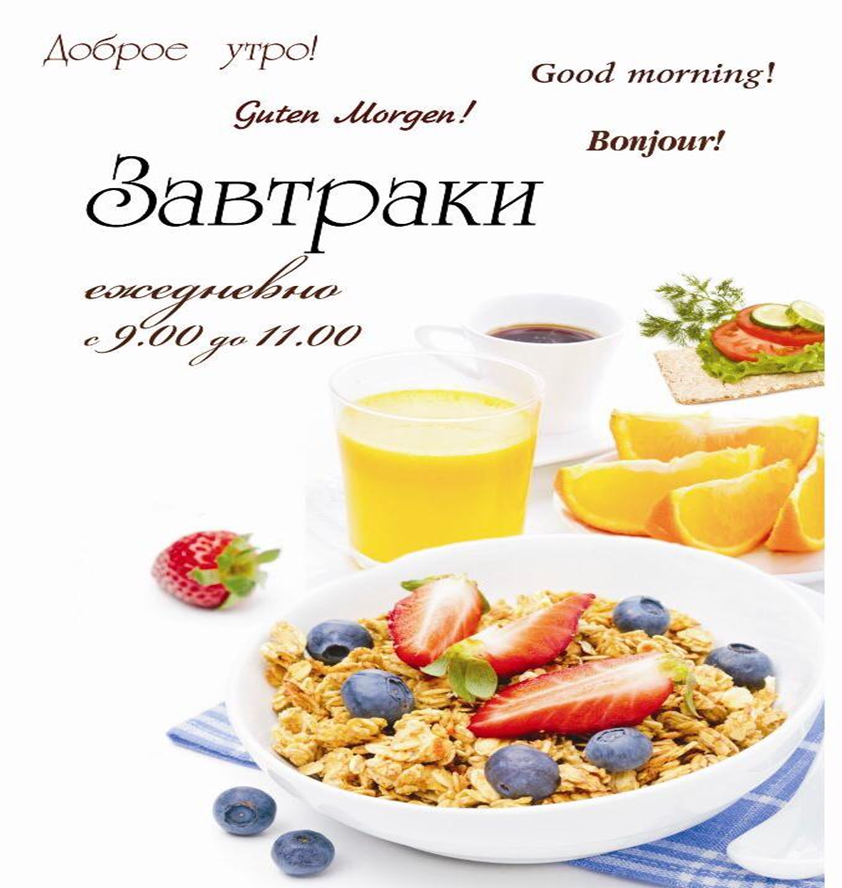 Доброе утро!
Good morning!
Guten Morgen!
Bonjour!
Завтраки
ежедневно
с 9.00 до 11.00